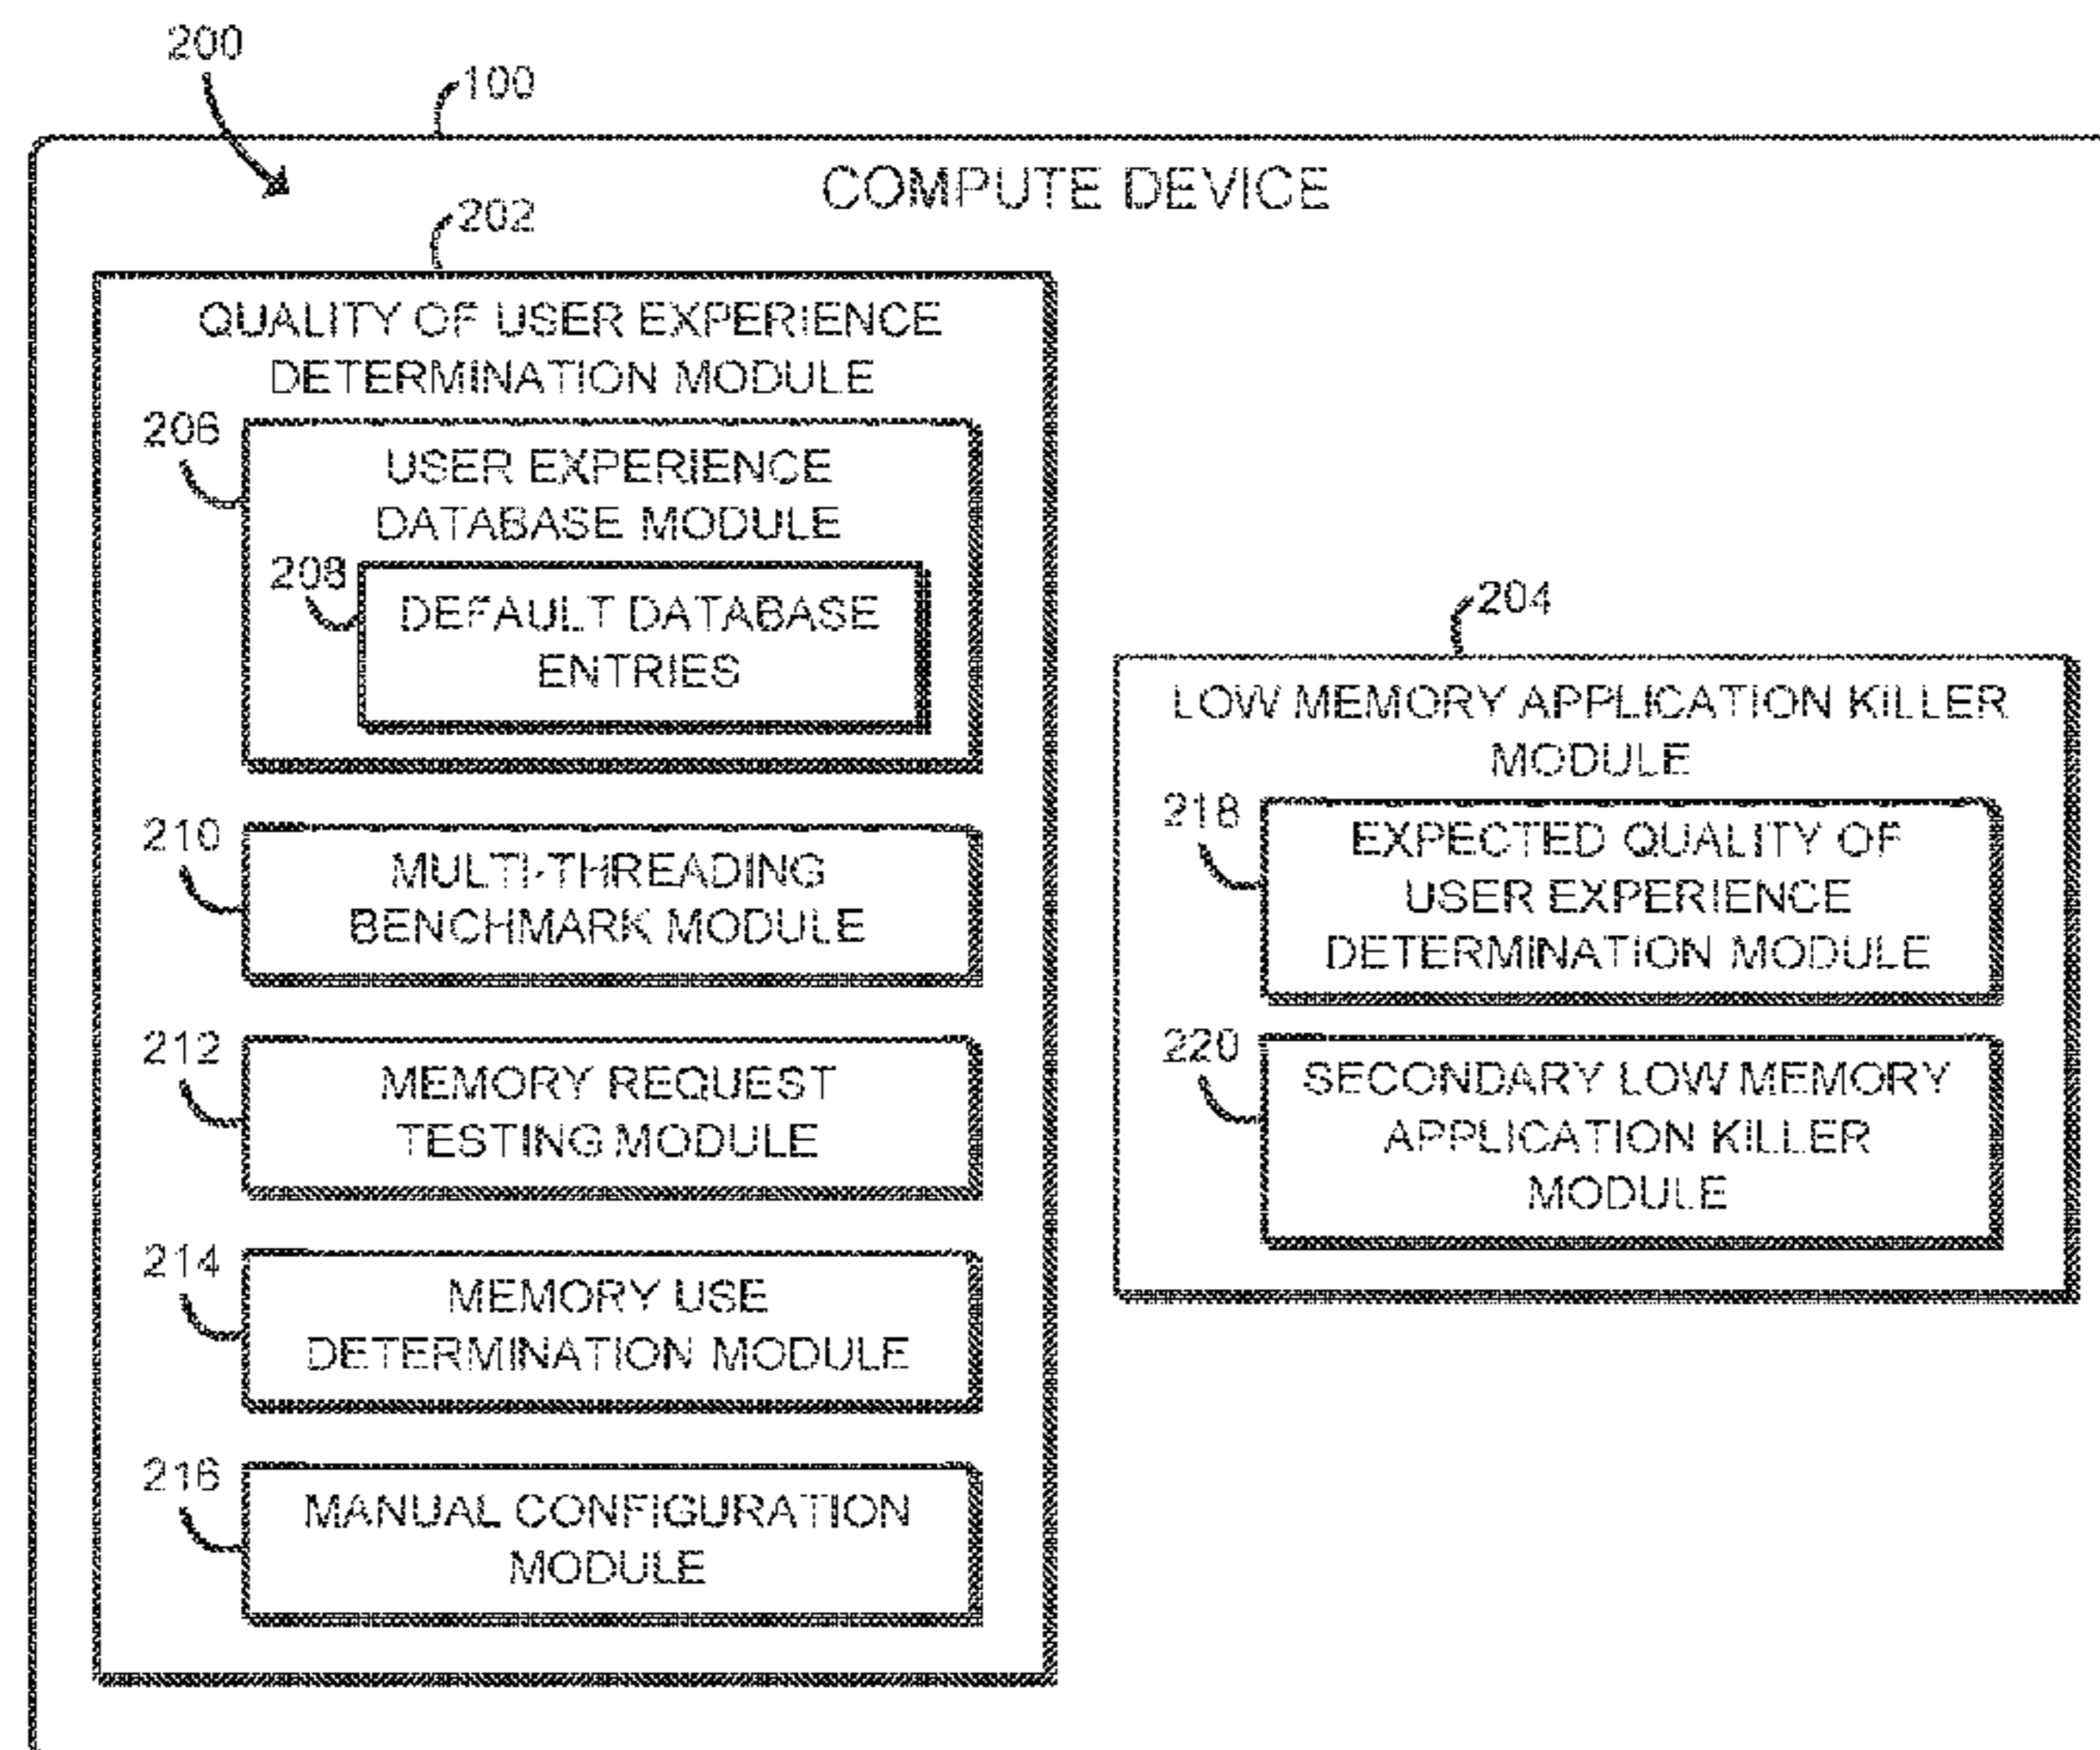 200
100
COMPUTE DEVICE
202
QUALITY OF USER EXPERIENCE
DETERMINATION MODULE
206
USER EXPERIENCE
DATABASE MODULE
208
DEFAULT DATABASE
ENTRIES
210
MULTI-THREADING
BENCHMARK MODULE
212
MEMORY REQUEST
TESTING MODULE
214
MEMORY USE
DETERMINATION MODULE
216
MANUAL CONFIGURATION
MODULE
204
LOW MEMORY APPLICATION KILLER
MODULE
218
EXPECTED QUALITY OF
USER EXPERIENCE
DETERMINATION MODULE
220
SECONDARY LOW MEMORY
APPLICATION KILLER
MODULE